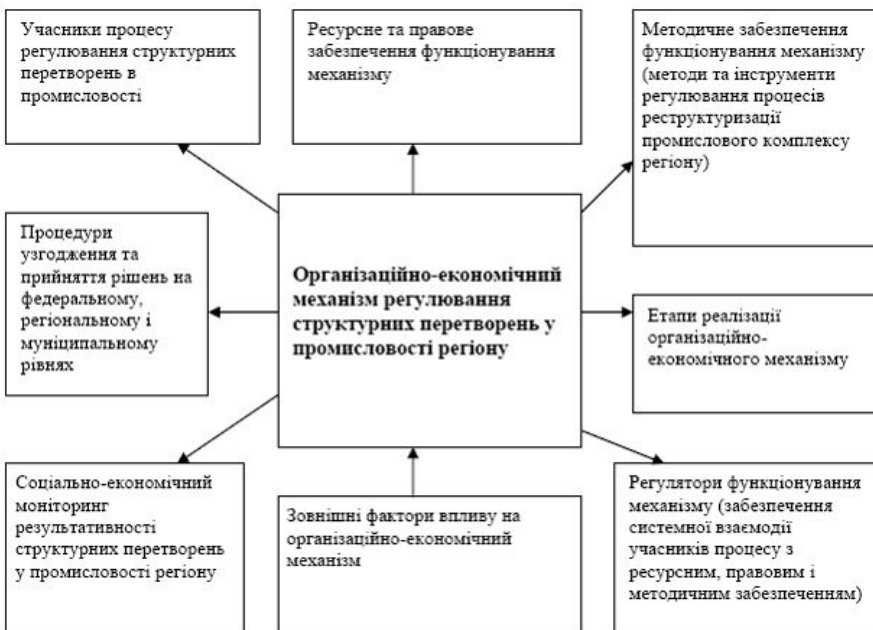 Учасники процесу
регулювання структурних
перетворень в
промисловості
Ресурсне та правове
забезпечення функціонування
механізму
Методичне забезпечення
функціонування механізму
(методи та інструменти
регулювання процесів
реструктуризації
промислового комплексу
регіону)
Процедури
узгодження та
прийняття рішень на
федеральному,
регіональному і
муніципальному
рівнях
Організаційно-економічний
механізм регулювання
структурних перетворень у
промисловості регіону
Етапи реалізації
організаційно-
економічного механізму
Соціально-економічний
моніторинг
результативності
структурних перетворень
у промисловості регіону
Зовнішні фактори впливу на
організаційно-економічний
механізм
Регулятори функціонування
механізму (забезпечення
системної взаємодії
учасників процесу з
ресурсним, правовим і
методичним забезпеченням)